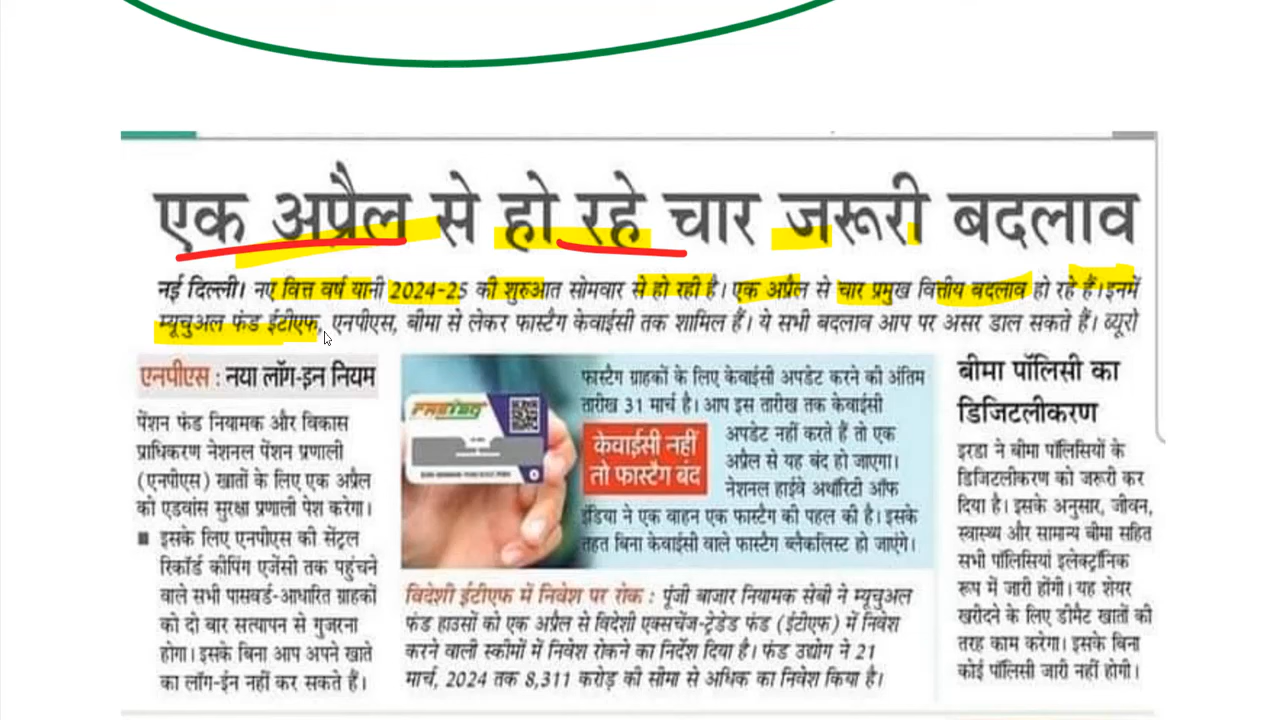 एक अप्रैल से हो रहे चार जरूरी बदलाव
नई दिल्ली। नए वित्त वर्ष यानी 2024-25 की शुरुआत सोमवार से हो रही है। एक अप्रैल से चार प्रमुख वित्तीय बदलाव हो रहे हैं। इनमें
म्यूचुअल फंड ईटीएफ, एनपीएस, बीमा से लेकर फास्टैग केवाईसी तक शामिल हैं। ये सभी बदलाव आप पर असर डाल सकते हैं। ब्यूरो
एनपीएस : नया लॉग-इन नियम
पेंशन फंड नियामक और विकास
प्राधिकरण नेशनल पेंशन प्रणाली
(एनपीएस) खातों के लिए एक अप्रैल
को एडवांस सुरक्षा प्रणाली पेश करेगा।
■ इसके लिए एनपीएस की सेंट्रल
रिकॉर्ड कीपिंग एजेंसी तक पहुंचने
वाले सभी पासवर्ड-आधारित ग्राहकों
को दो बार सत्यापन से गुजरना
होगा। इसके बिना आप अपने खाते
का लॉग-ईन नहीं कर सकते हैं।
FASTag
फास्टैग ग्राहकों के लिए केवाईसी अपडेट करने की अंतिम
तारीख 31 मार्च है। आप इस तारीख तक केवाईसी
केवाईसी नहीं
तो फास्टैग बंद
अपडेट नहीं करते हैं तो एक
अप्रैल से यह बंद हो जाएगा।
नेशनल हाईवे अथॉरिटी ऑफ
इंडिया ने एक वाहन एक फास्टैग की पहल की है। इसके
तहत बिना केवाईसी वाले फास्टैग ब्लैकलिस्ट हो जाएंगे।
विदेशी ईटीएफ में निवेश पर रोक : पूंजी बाजार नियामक सेबी ने म्यूचुअल
फंड हाउसों को एक अप्रैल से विदेशी एक्सचेंज-ट्रेडेड फंड (ईटीएफ) में निवेश
करने वाली स्कीमों में निवेश रोकने का निर्देश दिया है। फंड उद्योग ने 21
मार्च, 2024 तक 8,311 करोड़ की सीमा से अधिक का निवेश किया है।
बीमा पॉलिसी का
डिजिटलीकरण
इरडा ने बीमा पॉलिसियों के
डिजिटलीकरण को जरूरी कर
दिया है। इसके अनुसार, जीवन,
स्वास्थ्य और सामान्य बीमा सहित
सभी पॉलिसियां इलेक्ट्रॉनिक
रूप में जारी होंगी। यह शेयर
खरीदने के लिए डीमैट खातों की
तरह काम करेगा। इसके बिना
कोई पॉलिसी जारी नहीं होगी।